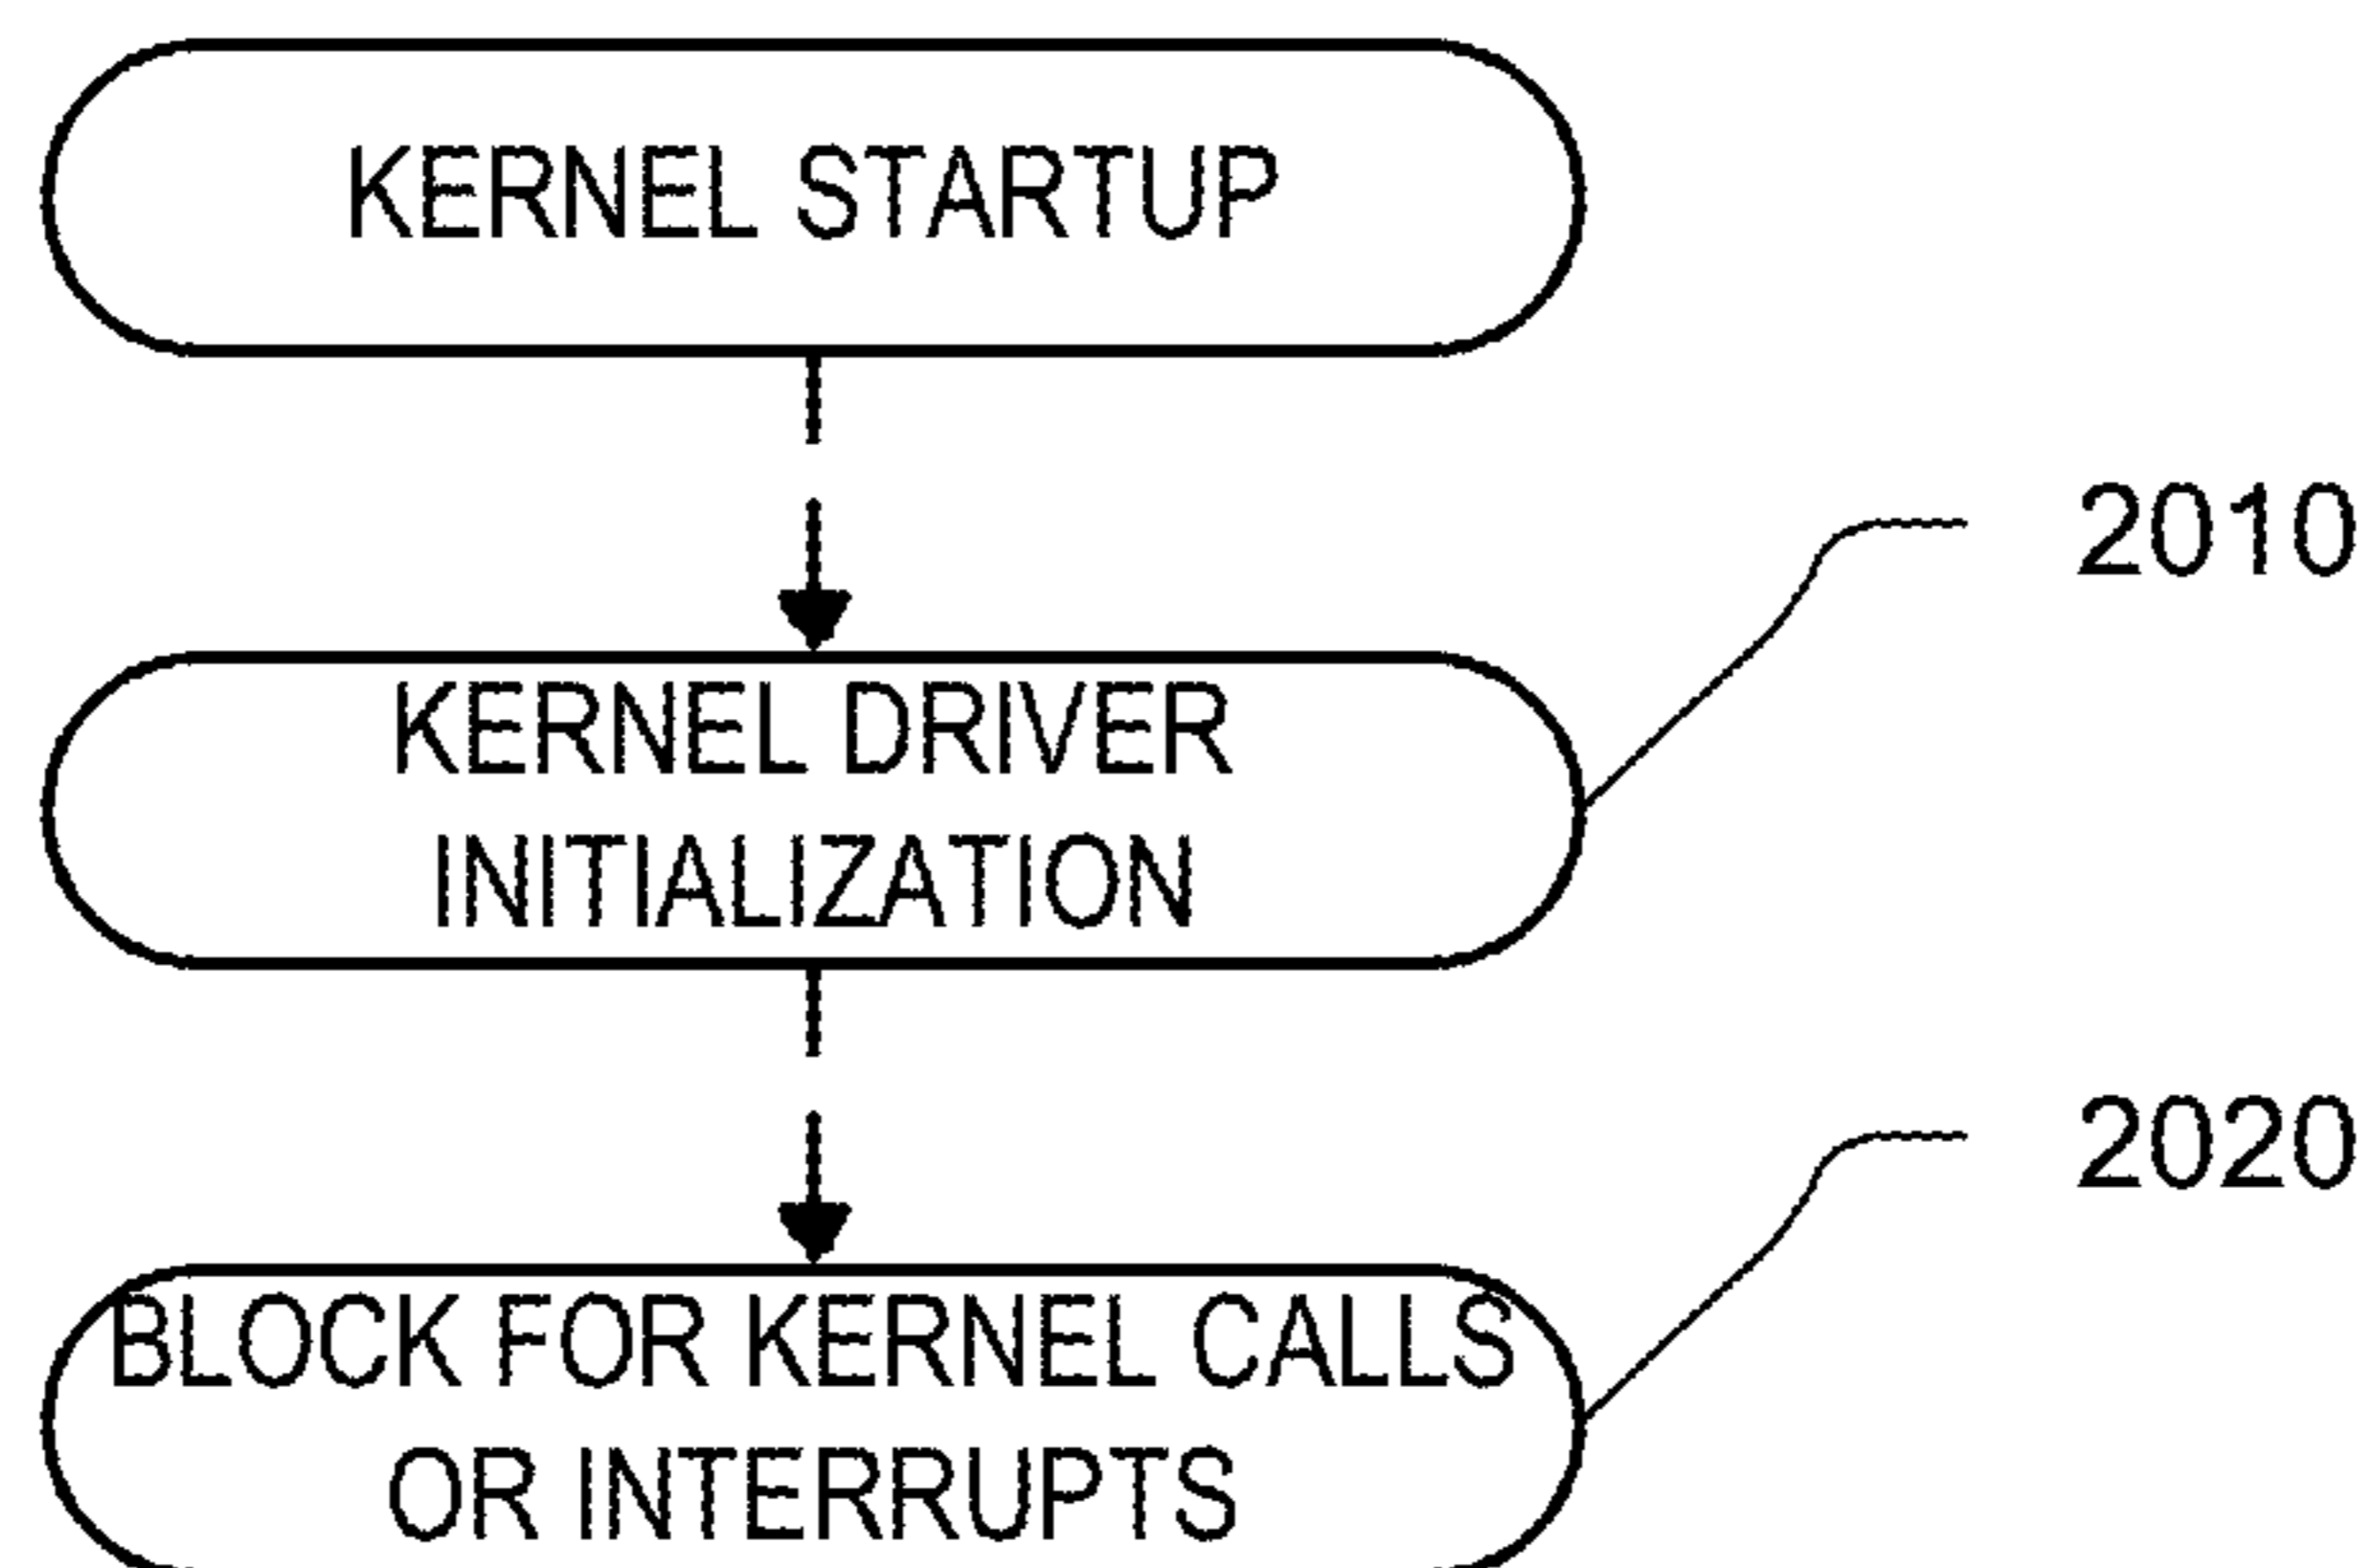 KERNEL STARTUP
2010
KERNEL DRIVER
INITIALIZATION
2020
BLOCK FOR KERNEL CALLS
OR INTERRUPTS